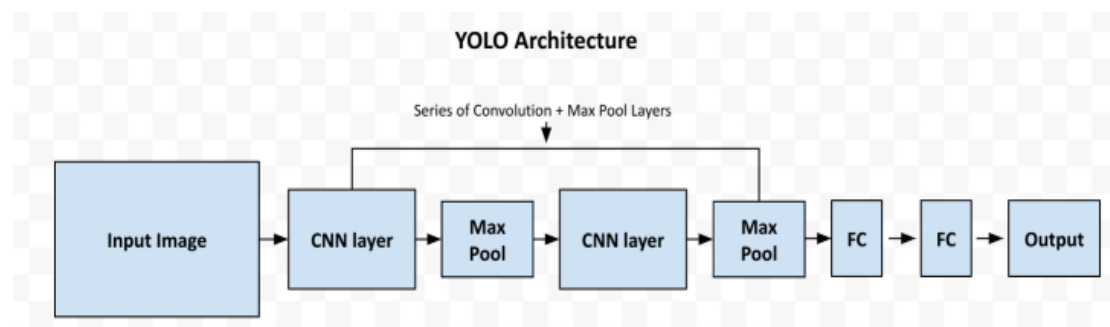 YOLO Architecture
Series of Convolution + Max Pool Layers
Input Image
CNN layer
Max
Pool
CNN layer
Max
Pool
FC
FC
Output